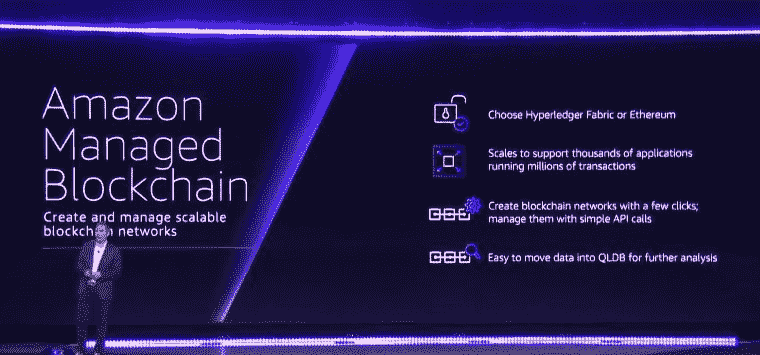 Amazon
Managed
Blockchain
Create and manage scalable
blockchain networks
Choose Hyperledger Fabric or Ethereum
Scales to support thousands of applications
running millions of transactions
Create blockchain networks with a few clicks;
manage them with simple API calls
Easy to move data into QLDB for further analysis